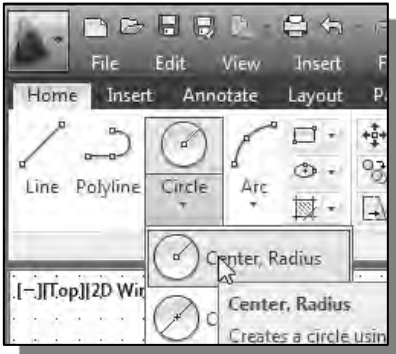 File Edit View Insert F
Home Insert Annotate Layout P
Line Polyline Circle Arc
Center, Radius
[−][Top][2D Wir
C
Center, Radius
Creates a circle usin